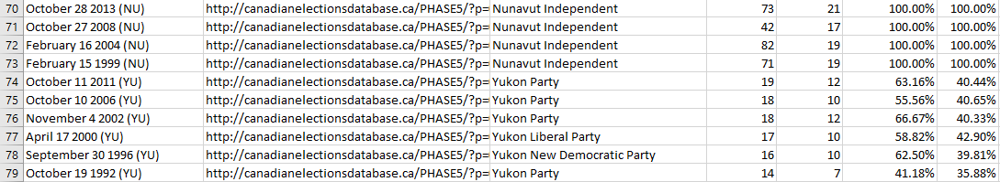 70 October 28 2013 (NU) http://canadianelectionsdatabase.ca/PHASE5/?p= Nunavut Independent 73 21 100.00% 100.00%
71 October 27 2008 (NU) http://canadianelectionsdatabase.ca/PHASE5/?p= Nunavut Independent 42 17 100.00% 100.00%
72 February 16 2004 (NU) http://canadianelectionsdatabase.ca/PHASE5/?p= Nunavut Independent 82 19 100.00% 100.00%
73 February 15 1999 (NU) http://canadianelectionsdatabase.ca/PHASE5/?p= Nunavut Independent 71 19 100.00% 100.00%
74 October 11 2011 (YU) http://canadianelectionsdatabase.ca/PHASE5/?p= Yukon Party 19 12 63.16% 40.44%
75 October 10 2006 (YU) http://canadianelectionsdatabase.ca/PHASE5/?p= Yukon Party 18 10 55.56% 40.65%
76 November 4 2002 (YU) http://canadianelectionsdatabase.ca/PHASE5/?p= Yukon Party 18 12 66.67% 40.33%
77 April 17 2000 (YU) http://canadianelectionsdatabase.ca/PHASE5/?p= Yukon Liberal Party 17 10 58.82% 42.90%
78 September 30 1996 (YU) http://canadianelectionsdatabase.ca/PHASE5/?p= Yukon New Democratic Party 16 10 62.50% 39.81%
79 October 19 1992 (YU) http://canadianelectionsdatabase.ca/PHASE5/?p= Yukon Party 14 7 41.18% 35.88%